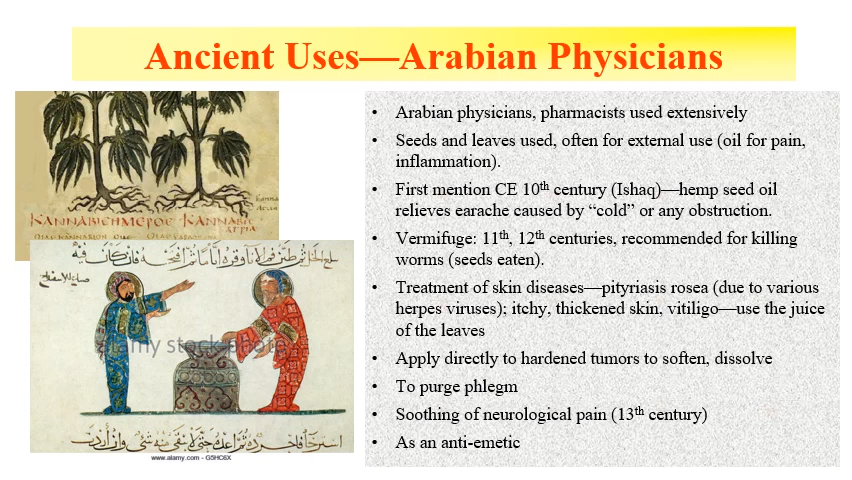 Ancient Uses—Arabian Physicians
• Arabian physicians, pharmacists used extensively
• Seeds and leaves used, often for external use (oil for pain,
inflammation).
• First mention CE 10th century (Ishaq)—hemp seed oil
relieves earache caused by “cold” or any obstruction.
• Vermifuge: 11th, 12th centuries, recommended for killing
worms (seeds eaten).
• Treatment of skin diseases—pityriasis rosea (due to various
herpes viruses); itchy, thickened skin, vitiligo—use the juice
of the leaves
• Apply directly to hardened tumors to soften, dissolve
• To purge phlegm
• Soothing of neurological pain (13th century)
• As an anti-emetic
ΚΑΝΝΑΒΙCΗΜΕΡΟC ΚΑΝΝΑΒΙC
ΑΓΡΙΑ
alamy stock photo
www.alamy.com - G5HC6X